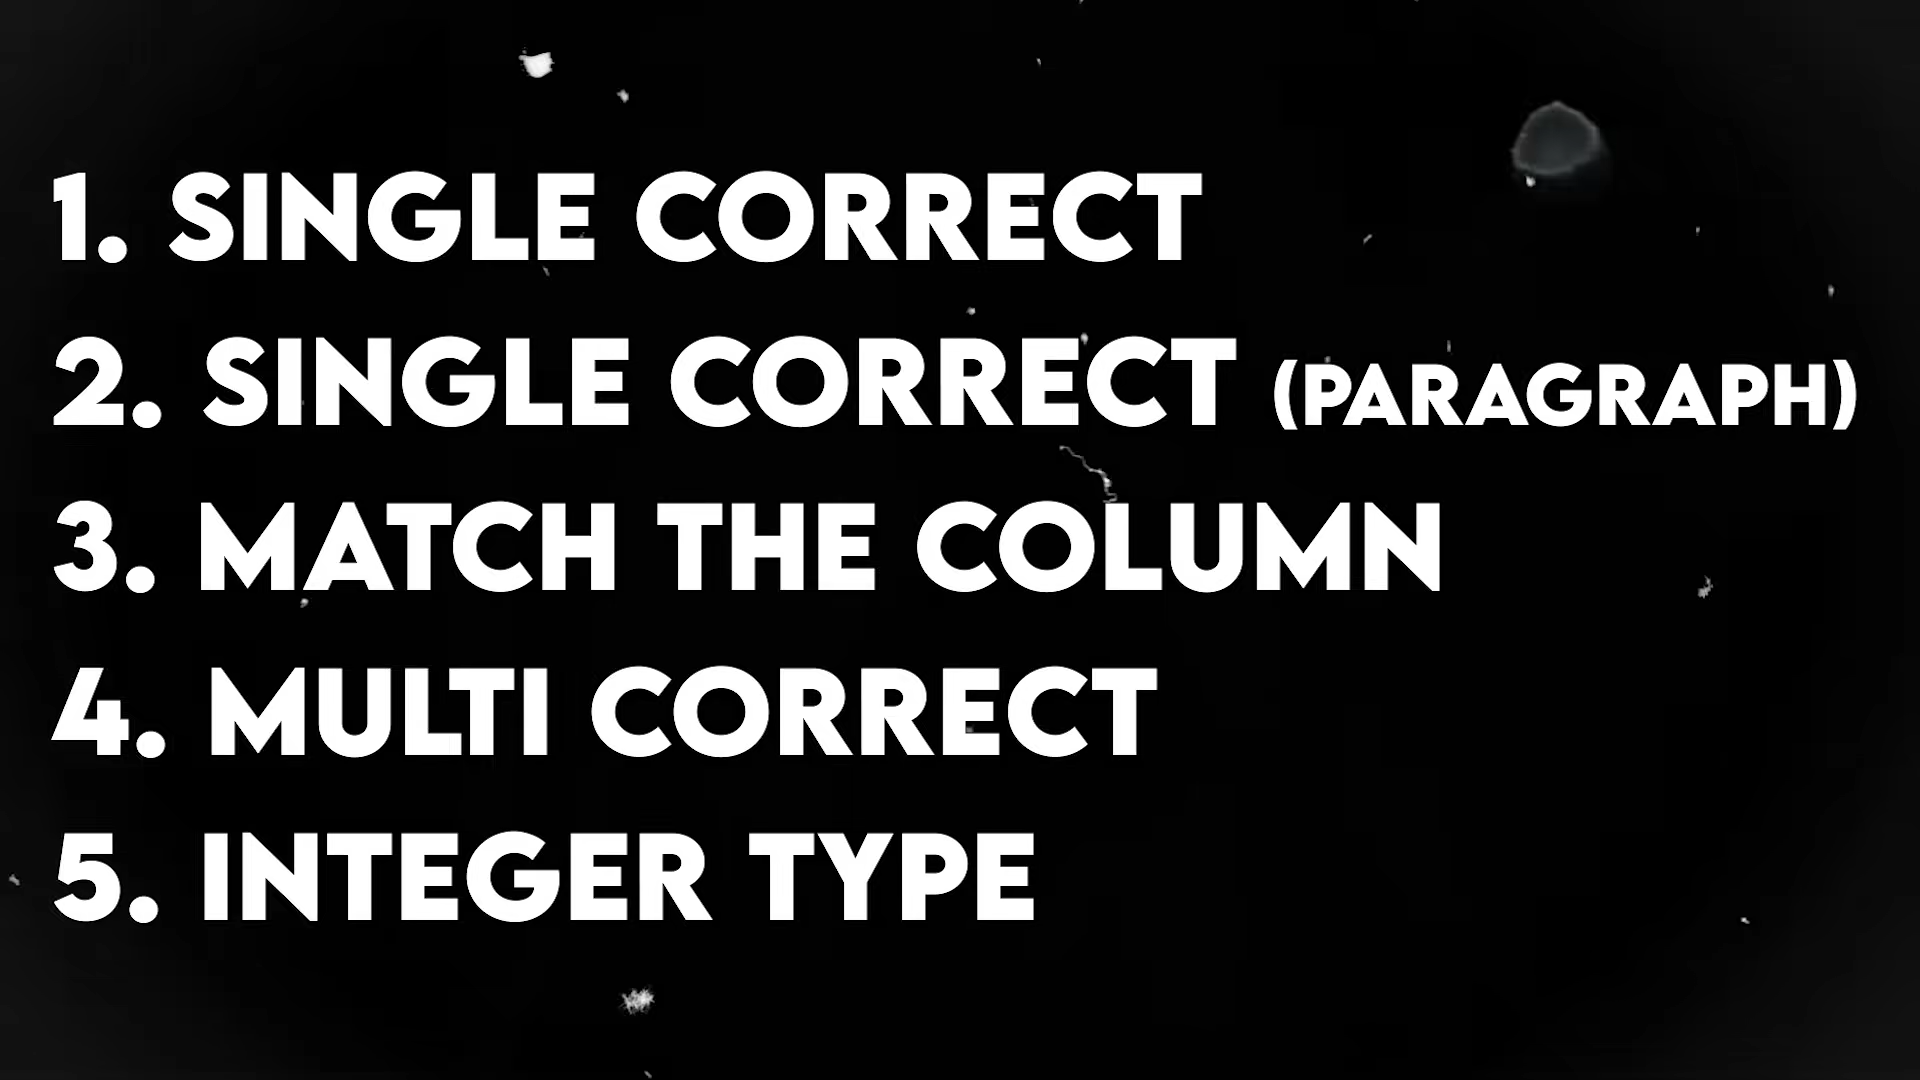 1. SINGLE CORRECT
2. SINGLE CORRECT (PARAGRAPH)
3. MATCH THE COLUMN
4. MULTI CORRECT
5. INTEGER TYPE